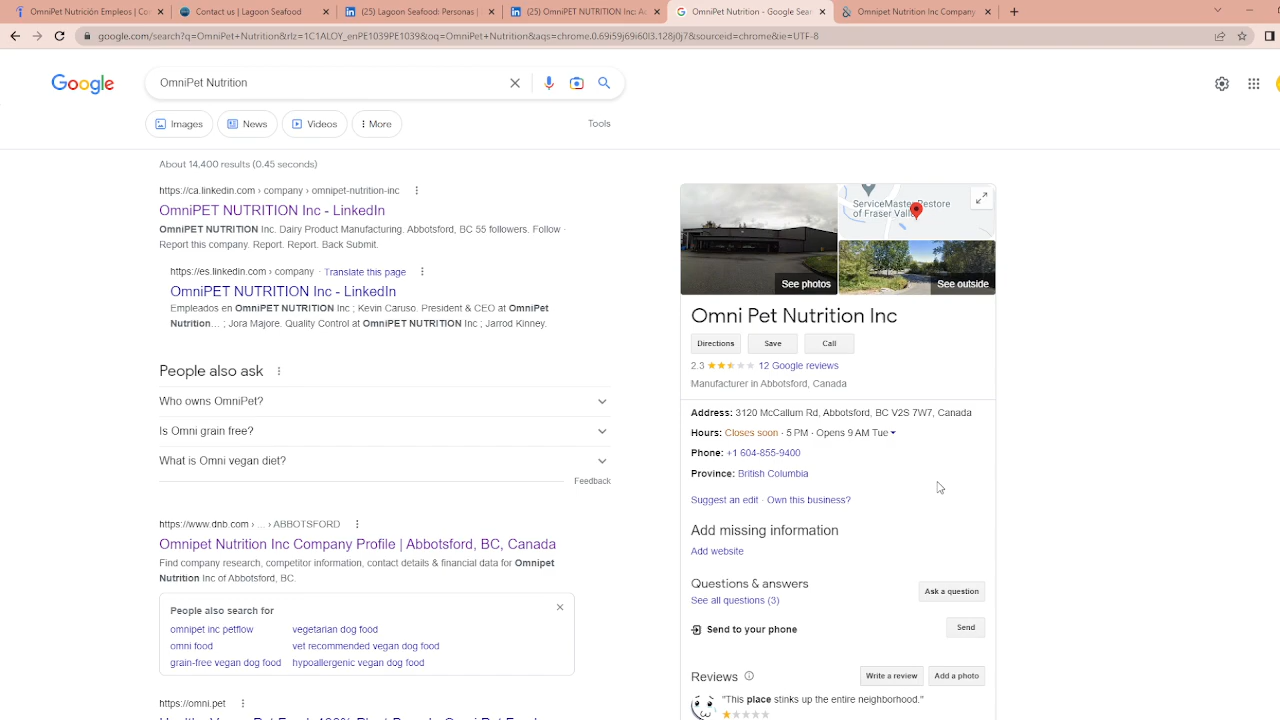 OmniPet Nutrición Empleos | Co
Contact us | Lagoon Seafood
(25) Lagoon Seafood: Personas |
(25) OmniPET NUTRITION Inc: Ac
OmniPet Nutrition - Google Sear
Omnipet Nutrition Inc Company
google.com/search?q=OmniPet+Nutrition&rlz=1C1ALOY_enPE1039PE1039&oq=OmniPet+Nutrition&aqs=chrome.0.69i59j69i60l3.128j0j7&sourceid=chrome&ie=UTF-8
Google
OmniPet Nutrition
Images
News
Videos
More
Tools
About 14,400 results (0.45 seconds)
https://ca.linkedin.com › company › omnipet-nutrition-inc
OmniPET NUTRITION Inc - LinkedIn
OmniPET NUTRITION Inc. Dairy Product Manufacturing. Abbotsford, BC 55 followers. Follow ·
Report this company. Report. Report. Back Submit.
https://es.linkedin.com › company · Translate this page
OmniPET NUTRITION Inc - LinkedIn
Empleados en OmniPET NUTRITION Inc ; Kevin Caruso. President & CEO at OmniPet
Nutrition... ; Jora Majore. Quality Control at OmniPET NUTRITION Inc ; Jarrod Kinney.
People also ask
Who owns OmniPet?
Is Omni grain free?
What is Omni vegan diet?
Feedback
https://www.dnb.com › ... › ABBOTSFORD
Omnipet Nutrition Inc Company Profile | Abbotsford, BC, Canada
Find company research, competitor information, contact details & financial data for Omnipet
Nutrition Inc of Abbotsford, BC.
People also search for
omnipet inc petflow
vegetarian dog food
omni food
vet recommended vegan dog food
grain-free vegan dog food
hypoallergenic vegan dog food
https://omni.pet
ServiceMaster Restore
of Fraser Vall
See photos
See outside
Omni Pet Nutrition Inc
Directions
Save
Call
2.3
12 Google reviews
Manufacturer in Abbotsford, Canada
Address: 3120 McCallum Rd, Abbotsford, BC V2S 7W7, Canada
Hours: Closes soon · 5 PM · Opens 9 AM Tue
Phone: +1 604-855-9400
Province: British Columbia
Suggest an edit · Own this business?
Add missing information
Add website
Questions & answers
See all questions (3)
Ask a question
Send to your phone
Send
Reviews
Write a review
Add a photo
"This place stinks up the entire neighborhood."